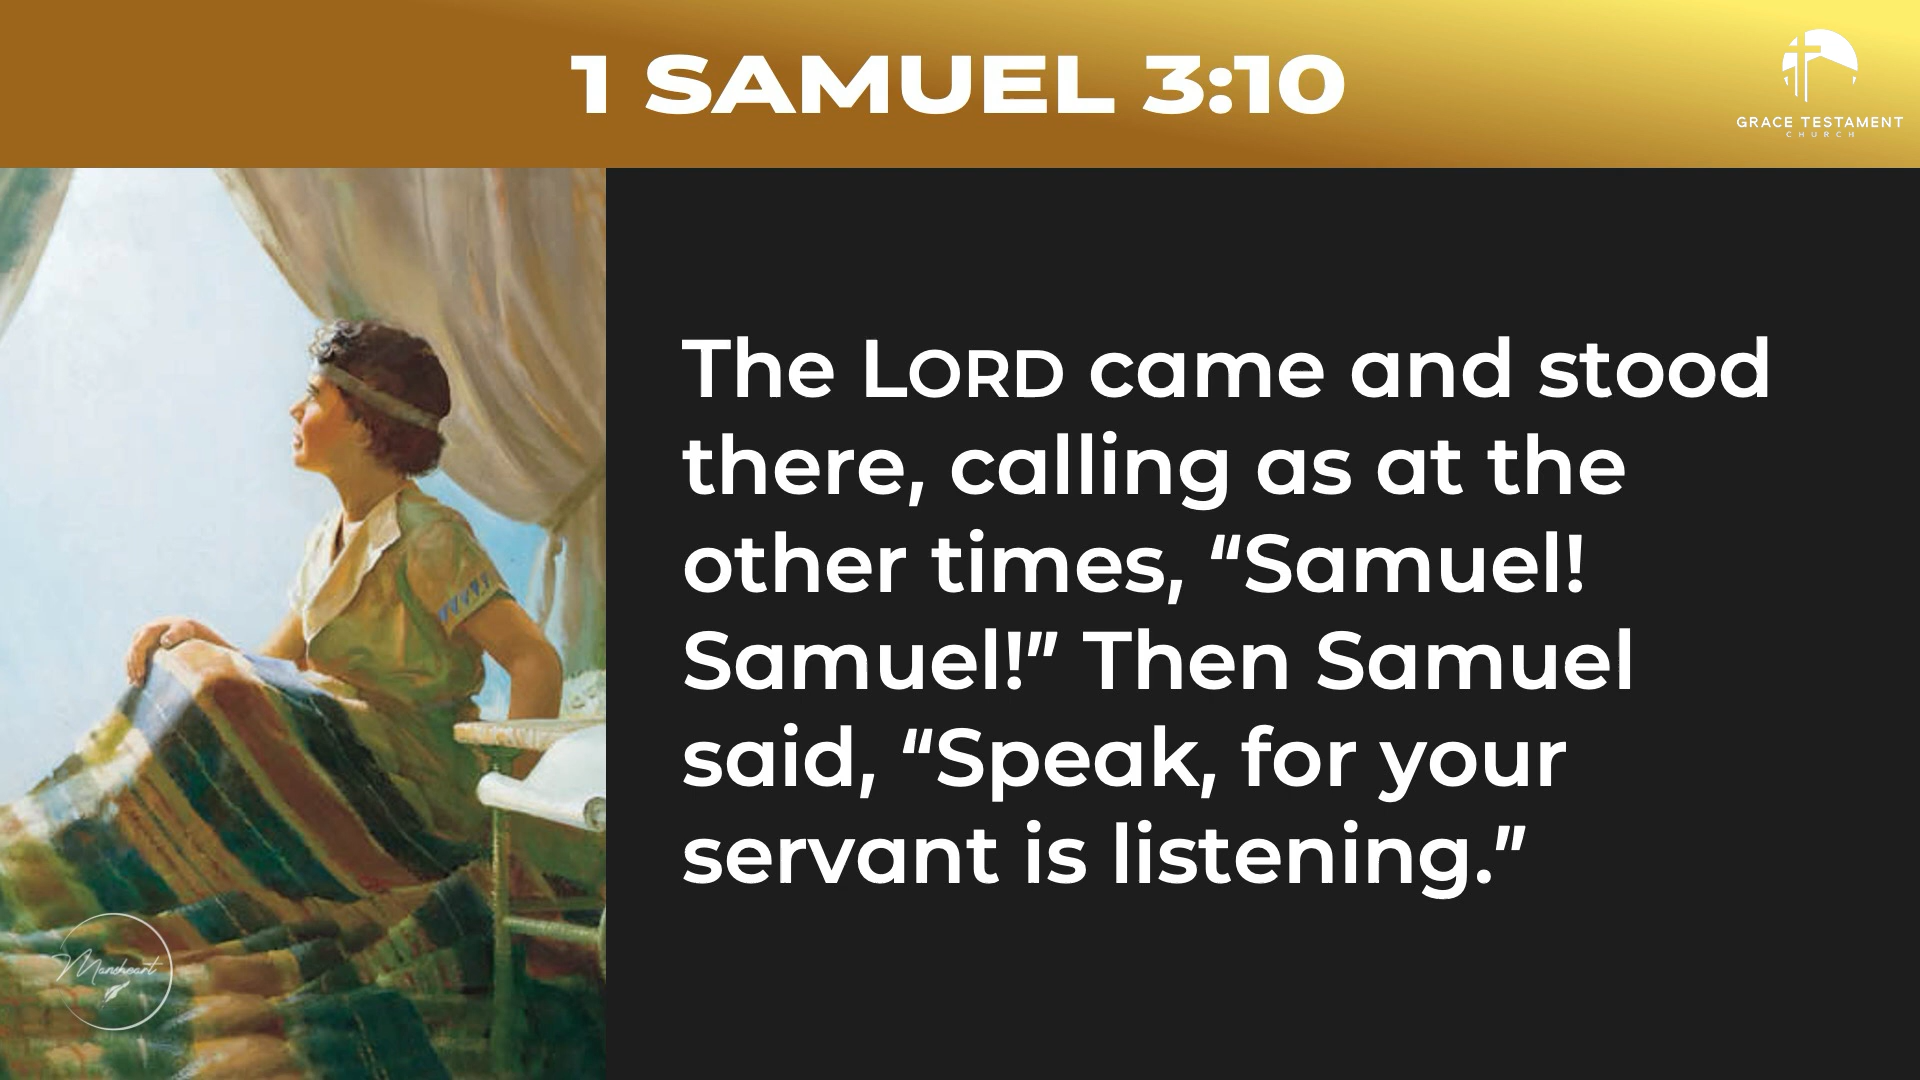 1 SAMUEL 3:10
GRACE TESTAMENT
CHURCH
The LORD came and stood
there, calling as at the
other times, “Samuel!
Samuel!” Then Samuel
said, “Speak, for your
servant is listening.”
Mansheart